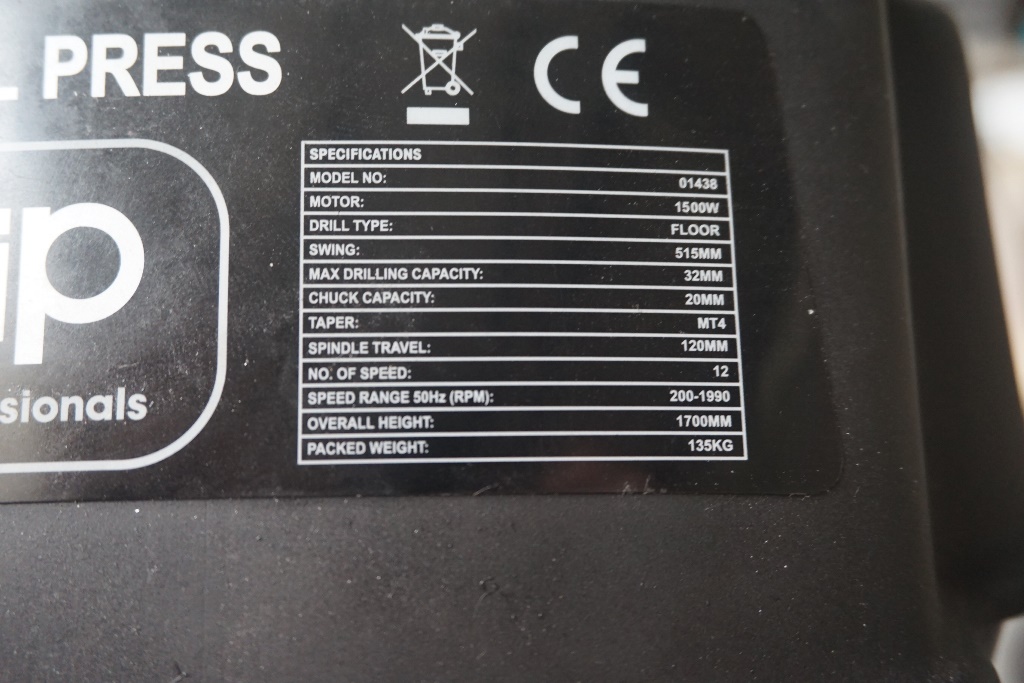 PRESS
CE
ip
sionals
SPECIFICATIONS
MODEL NO: 01438
MOTOR: 1500W
DRILL TYPE: FLOOR
SWING: 515MM
MAX DRILLING CAPACITY: 32MM
CHUCK CAPACITY: 20MM
TAPER: MT4
SPINDLE TRAVEL: 120MM
NO. OF SPEED: 12
SPEED RANGE 50Hz (RPM): 200-1990
OVERALL HEIGHT: 1700MM
PACKED WEIGHT: 135KG